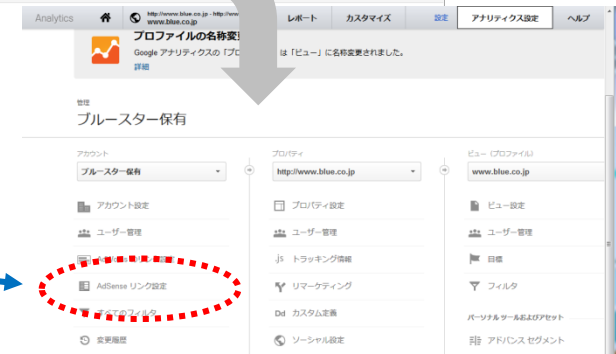 Analytics
http://www.blue.co.jp - http://ww
www.blue.co.jp
レポート
カスタマイズ
設定
アナリティクス設定
ヘルプ
プロファイルの名称変
Google アナリティクスの「プロ
は「ビュー」に名称変更されました。
詳細
管理
ブルースター保有
アカウント
ブルースター保有
アカウント設定
ユーザー管理
AdSense リンク設定
すべてのフィルタ
変更履歴
プロパティ
http://www.blue.co.jp
プロパティ設定
ユーザー管理
.js トラッキング情報
リマーケティング
Dd カスタム定義
ソーシャル設定
ビュー（プロファイル）
www.blue.co.jp
ビュー設定
ユーザー管理
目標
フィルタ
パーソナル ツールおよびアセット
アドバンス セグメント